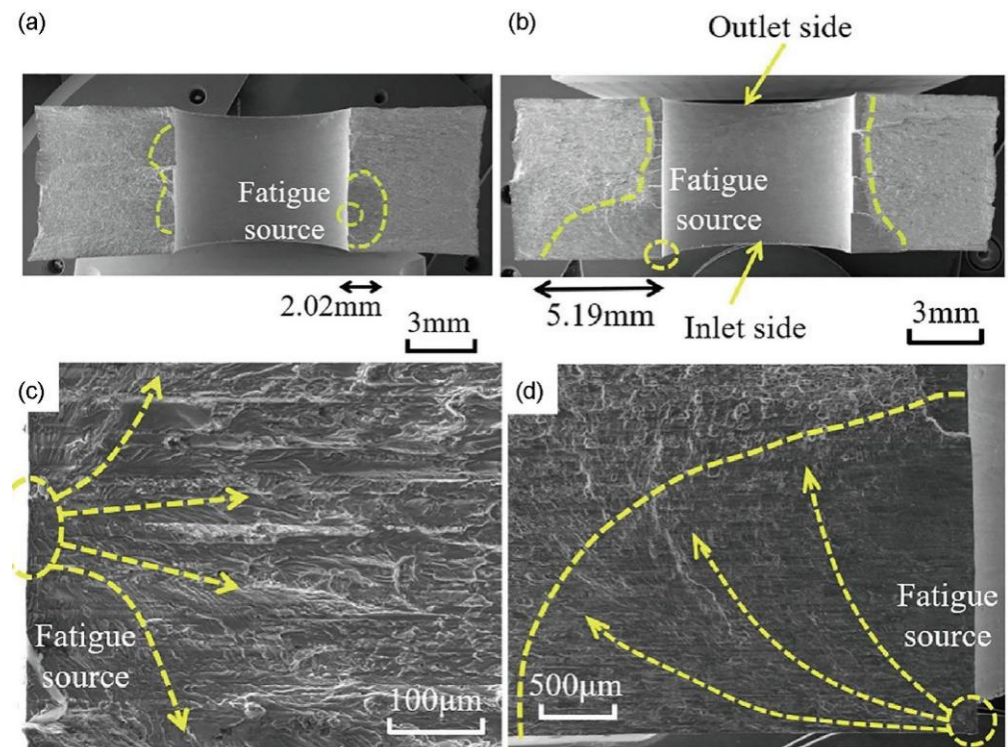 (a)
(b)
Outlet side
Fatigue
source
Fatigue
source
2.02mm
3mm
5.19mm
Inlet side
3mm
(c)
(d)
Fatigue
source
100μm
Fatigue
source
500μm